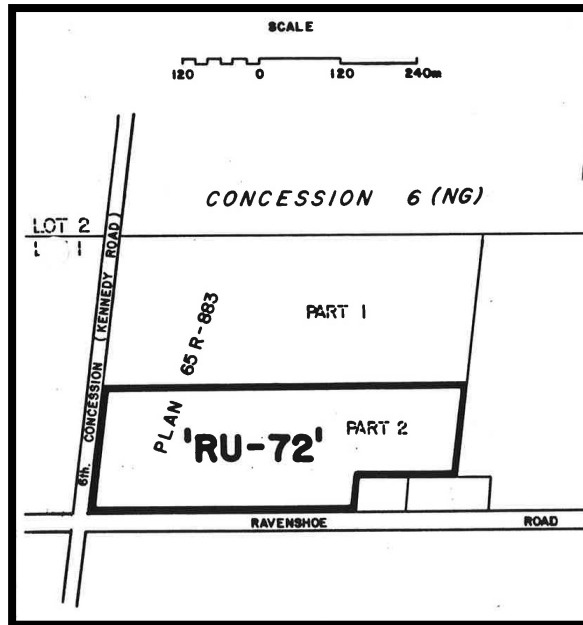 SCALE
120 0 120 240m
CONCESSION 6 (NG)
LOT 2
PART 1
PLAN 65R-883
6th. CONCESSION (KENNEDY ROAD)
PART 2
'RU-72'
RAVENSHOE ROAD